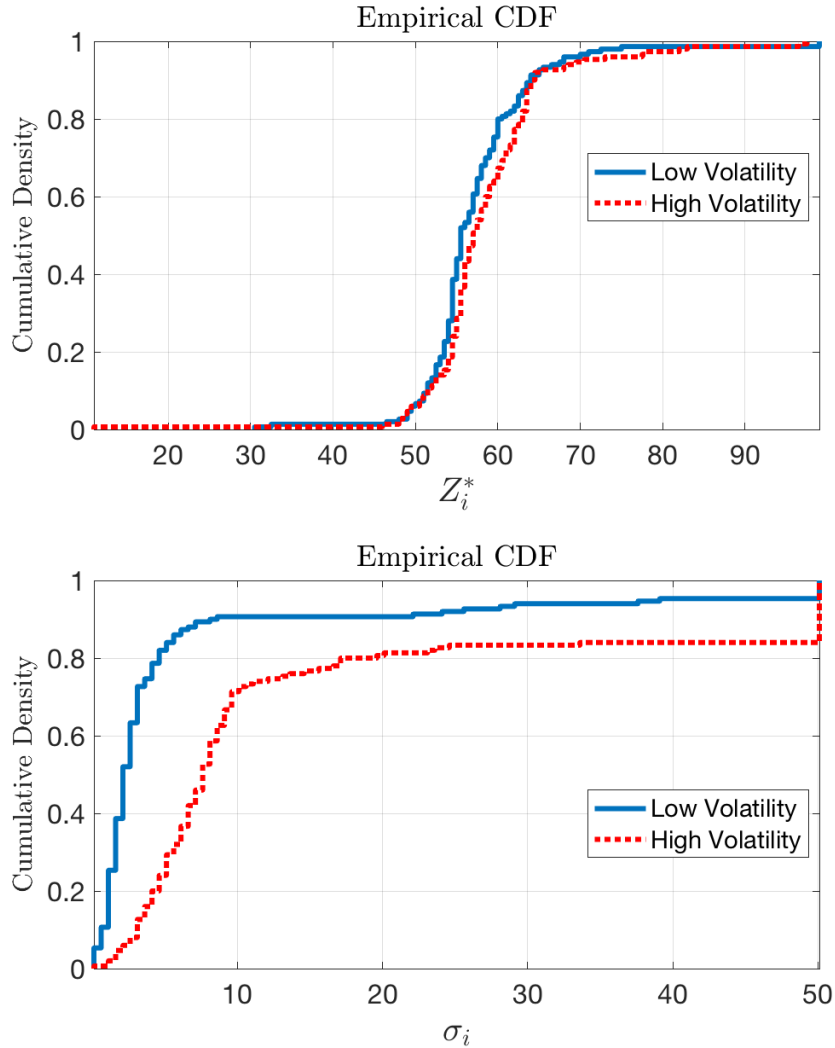 Empirical CDF
Cumulative Density
1
0.8
0.6
0.4
0.2
0
Low Volatility
High Volatility
20 30 40 50 60 70 80 90
Z_i^*
Empirical CDF
Cumulative Density
1
0.8
0.6
0.4
0.2
0
Low Volatility
High Volatility
10 20 30 40 50
σ_i